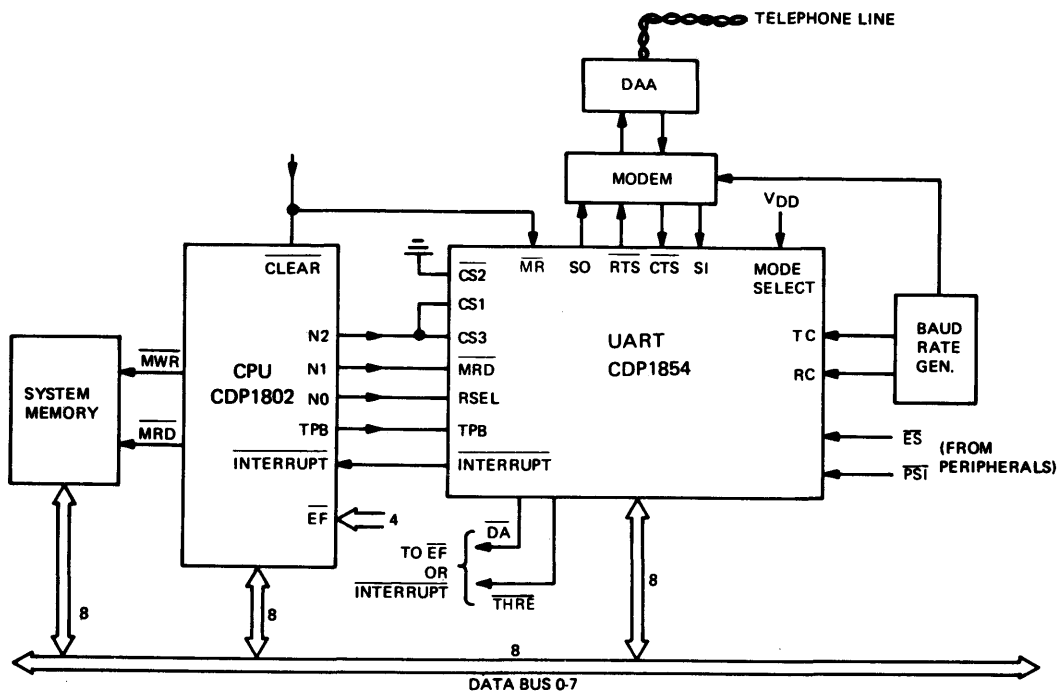 TELEPHONE LINE
DAA
MODEM
VDD
CLEAR
MR SO RTS CTS SI
MODE
SELECT
CS2
CS1
CS3
MRD
RSEL
TPB
INTERRUPT
UART
CDP1854
TC
RC
BAUD
RATE
GEN.
N2
N1
N0
TPB
INTERRUPT
EF
CPU
CDP1802
MWR
MRD
SYSTEM
MEMORY
ES
PSI
(FROM
PERIPHERALS)
4
DA
THRE
TO EF
OR
INTERRUPT
8
8
8
8
DATA BUS 0-7